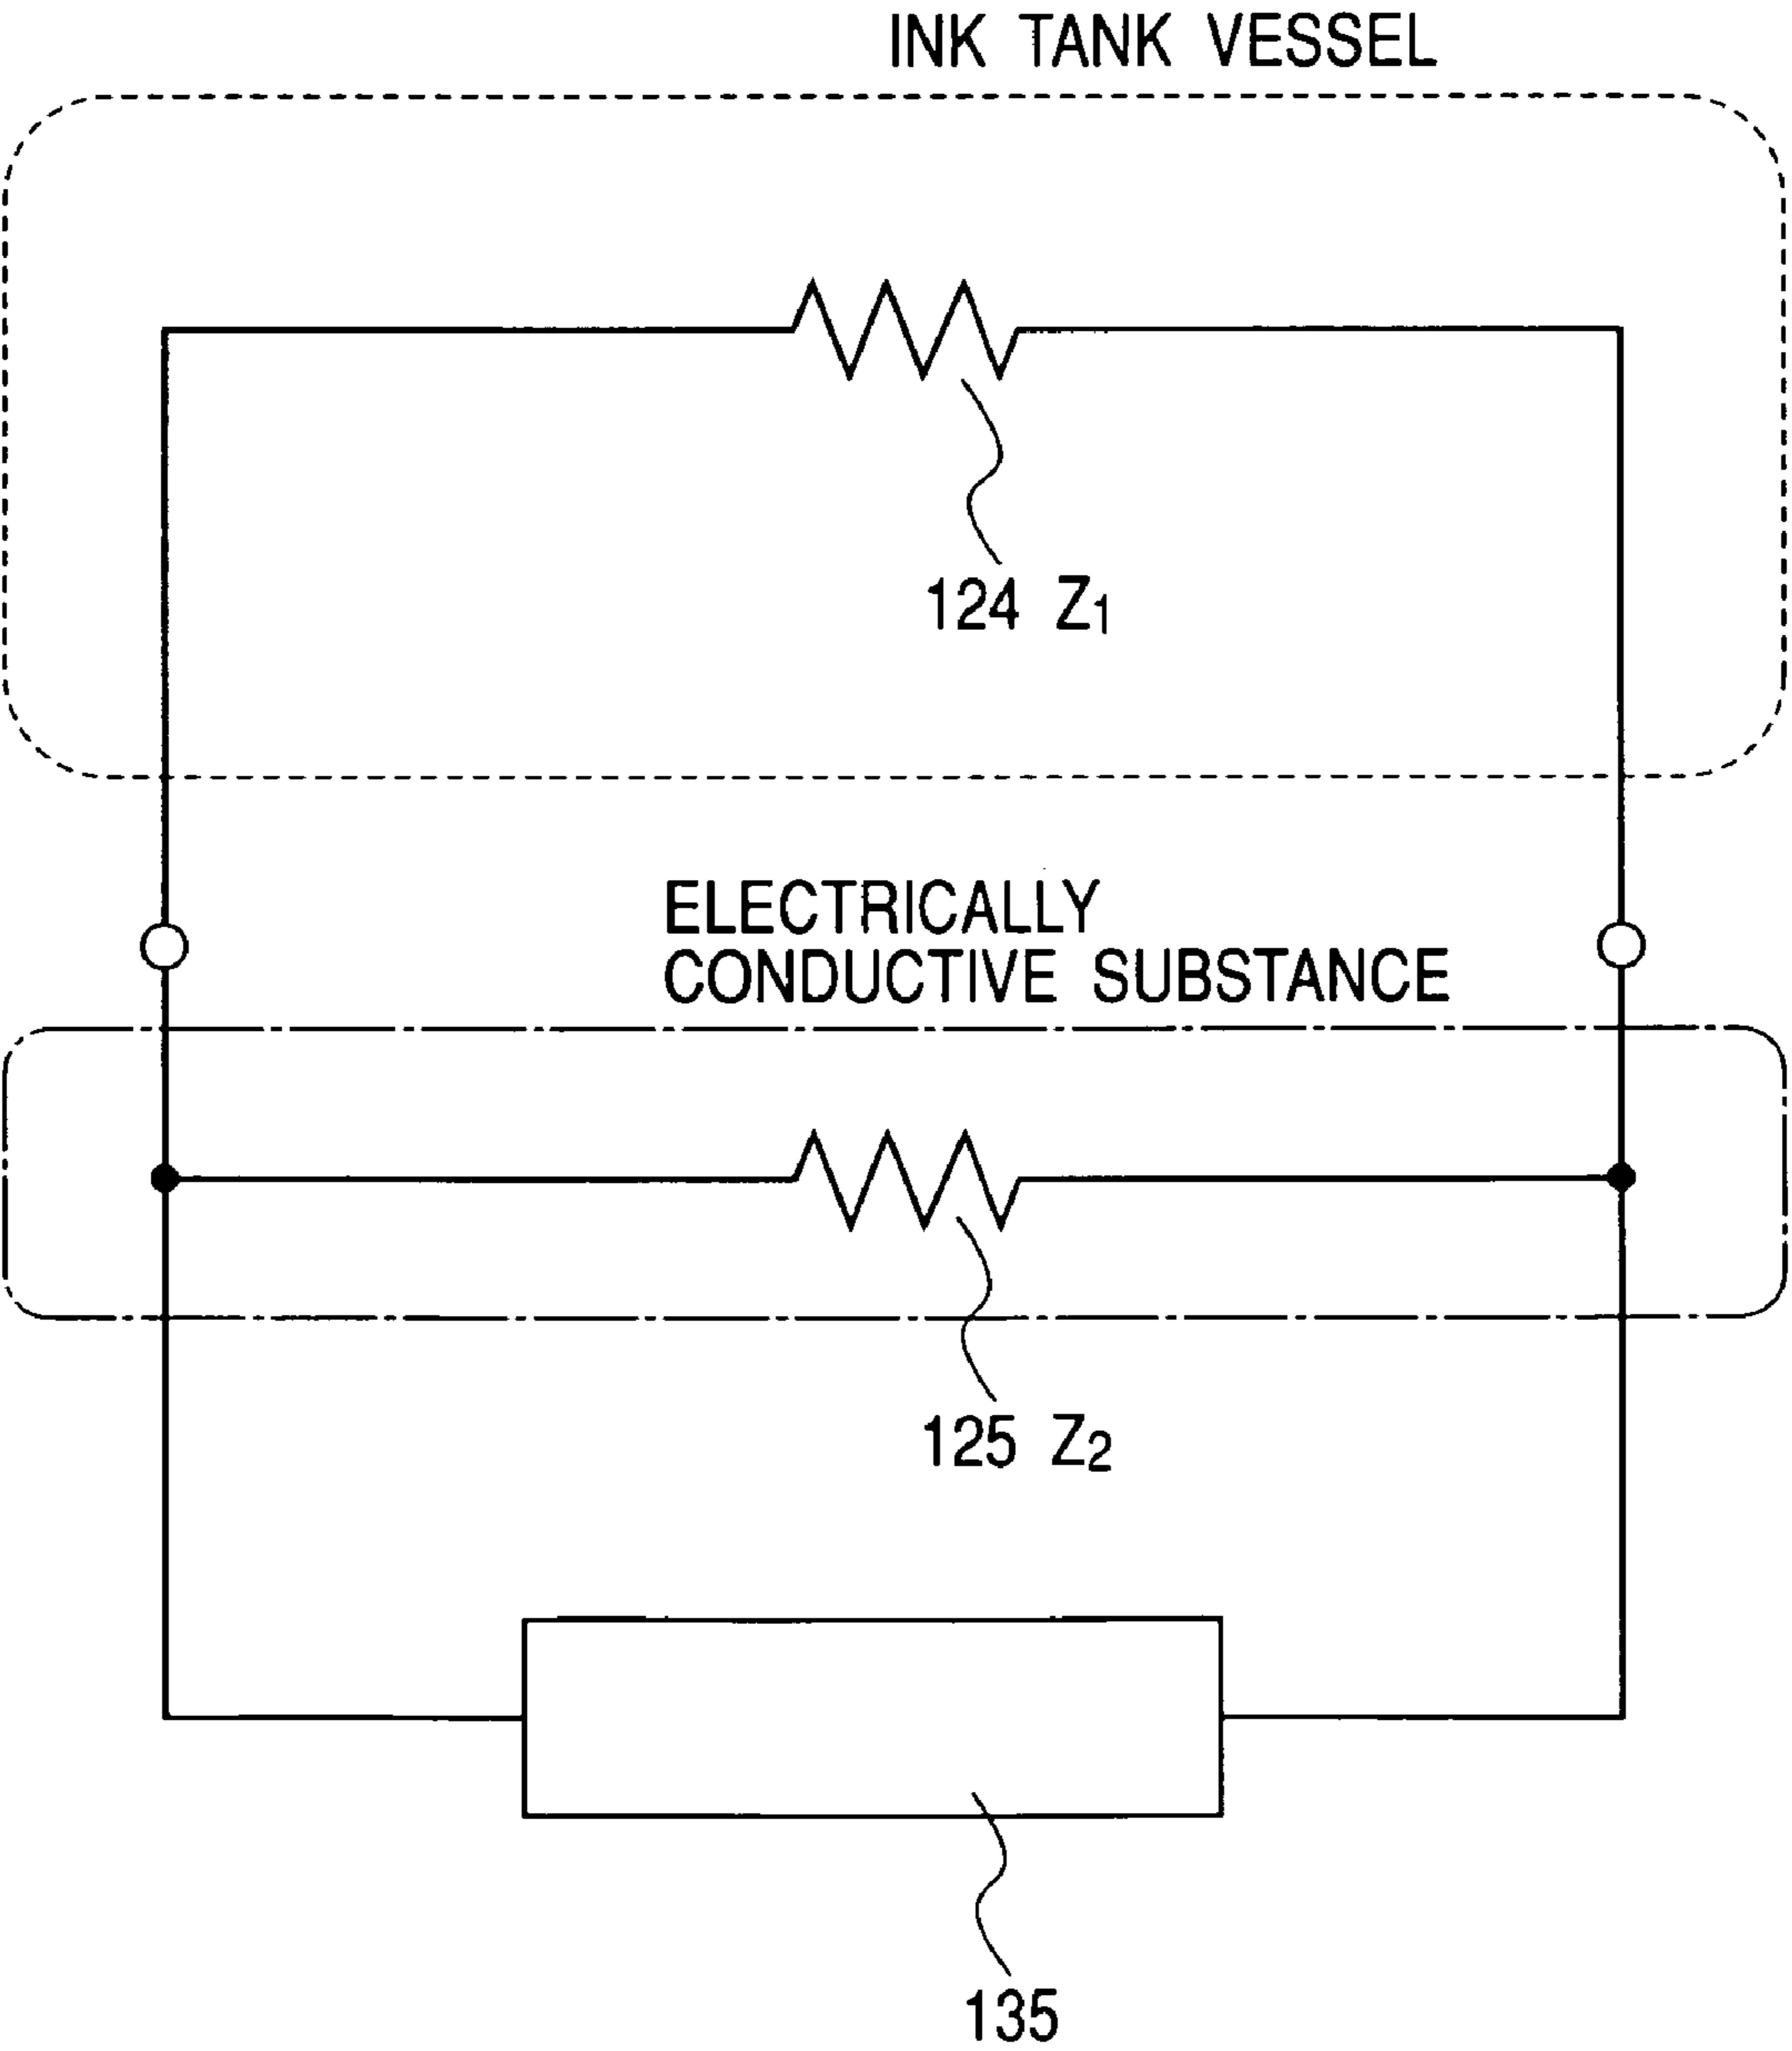 INK TANK VESSEL
124 Z1
ELECTRICALLY
CONDUCTIVE SUBSTANCE
125 Z2
135